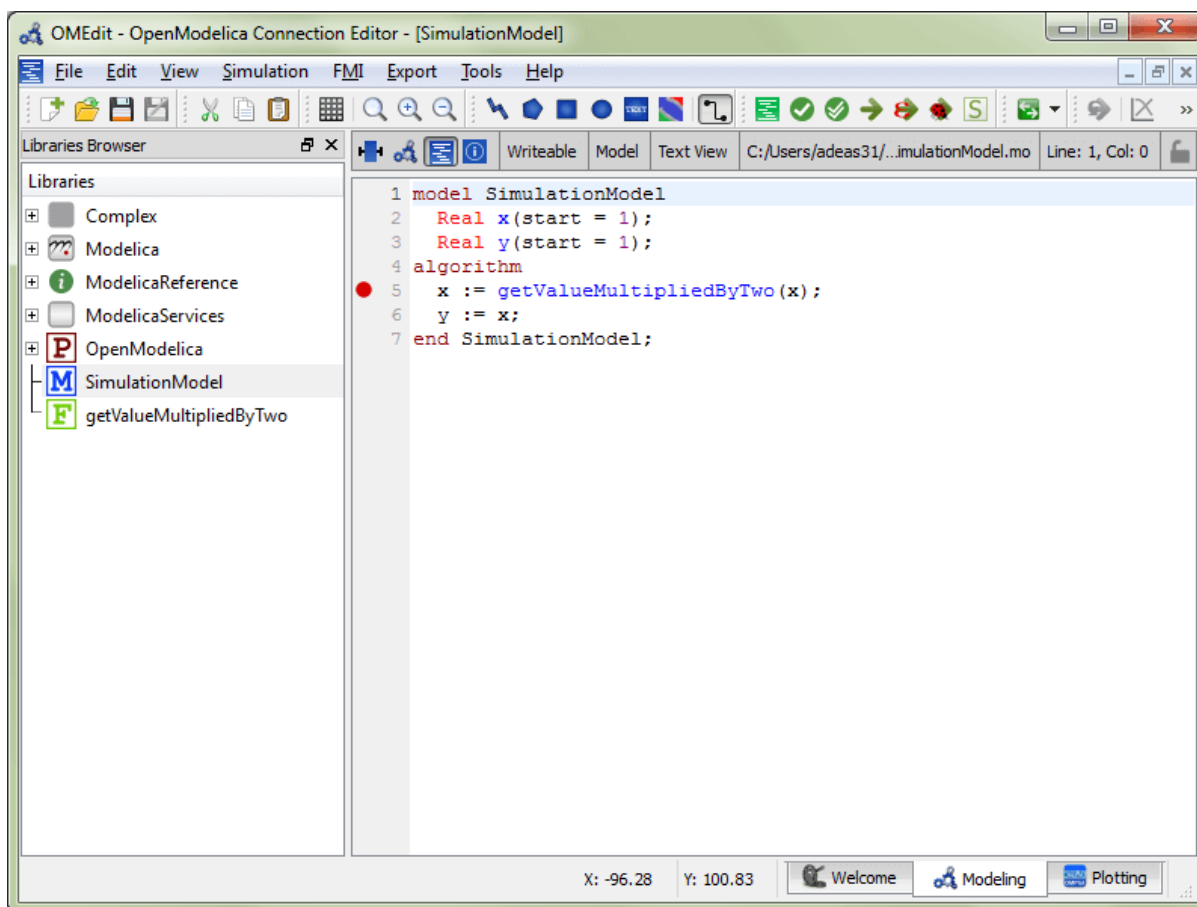 OMEdit - OpenModelica Connection Editor - [SimulationModel]
File Edit View Simulation FMI Export Tools Help
TEXT S »
Libraries Browser
Writeable Model Text View C:/Users/adeas31/...imulationModel.mo Line: 1, Col: 0
Libraries
Complex
Modelica
ModelicaReference
ModelicaServices
P OpenModelica
M SimulationModel
F getValueMultipliedByTwo
1 model SimulationModel
2 Real x(start = 1);
3 Real y(start = 1);
4 algorithm
5 x := getValueMultipliedByTwo(x);
6 y := x;
7 end SimulationModel;
X: -96.28 Y: 100.83 Welcome Modeling Plotting